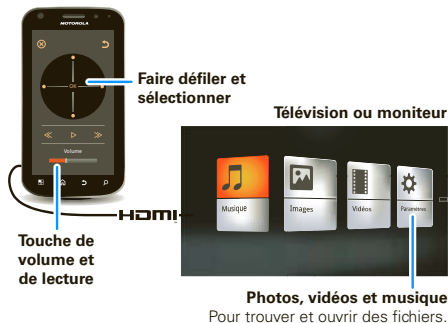 MOTOROLA
OK
Volume
Faire défiler et
sélectionner
Télévision ou moniteur
Musique
Images
Vidéos
Paramètres
HDMI
Touche de
volume et
de lecture
Photos, vidéos et musique
Pour trouver et ouvrir des fichiers.